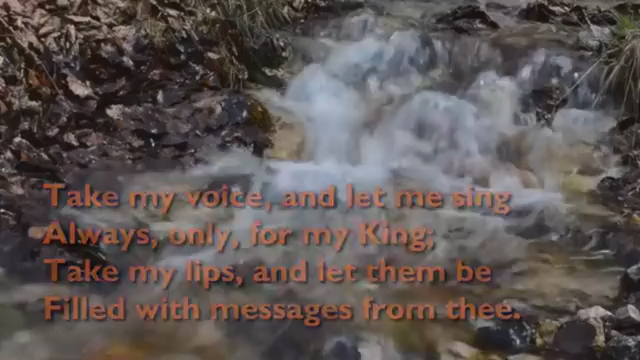 Take my voice, and let me sing
Always, only, for my King;
Take my lips, and let them be
Filled with messages from thee.